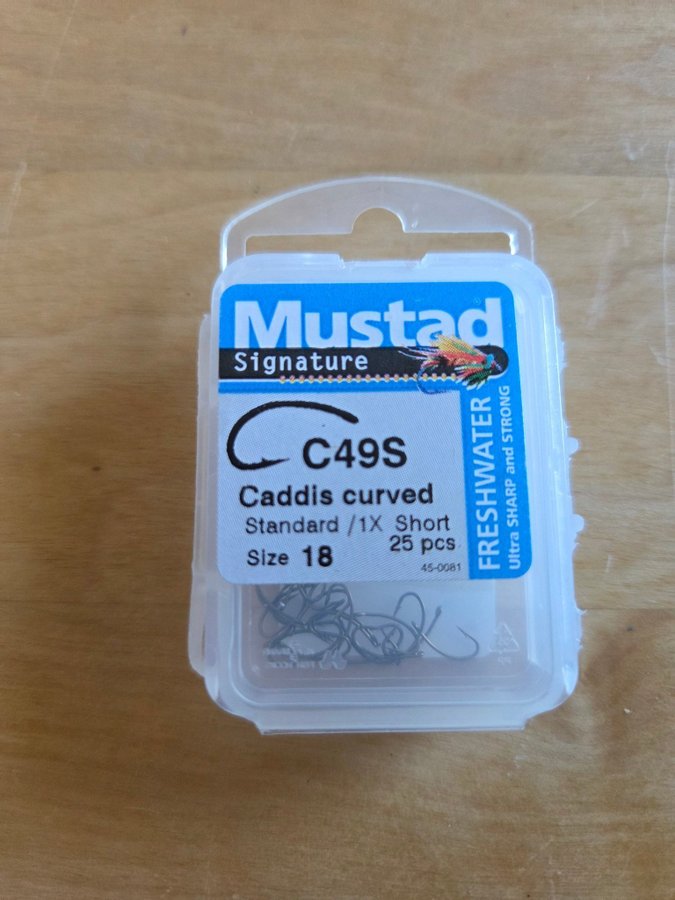 Mustad
Signature
C49S
Caddis curved
Standard /1X Short
Size 18
25 pcs
45-0081
FRESHWATER
Ultra SHARP and STRONG